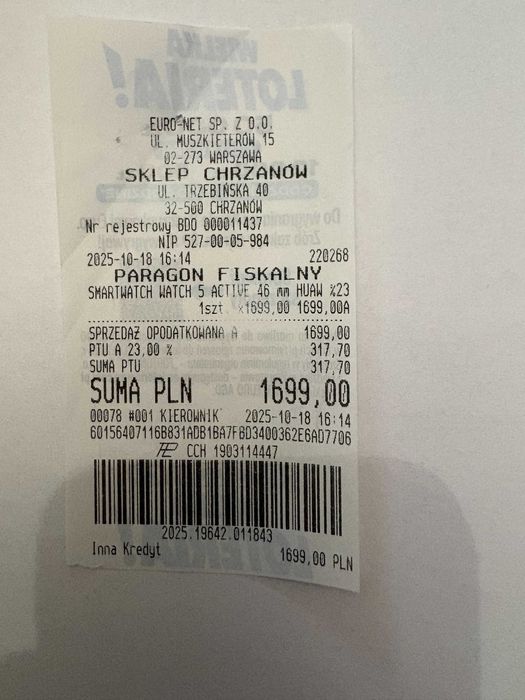 EURO-NET SP. Z O.O.
UL. MUSZKIETERÓW 15
02-273 WARSZAWA
SKLEP CHRZANÓW
UL. TRZEBIŃSKA 40
32-500 CHRZANÓW
Nr rejestrowy BDO 000011437
NIP 527-00-05-984
2025-10-18 16:14 220268
PARAGON FISKALNY
SMARTWATCH WATCH 5 ACTIVE 46 mm HUAW %23
1szt ×1699,00 1699,00A
SPRZEDAŻ OPODATKOWANA A 1699,00
PTU A 23,00 % 317,70
SUMA PTU 317,70
SUMA PLN 1699,00
00078 #001 KIEROWNIK 2025-10-18 16:14
60156407116B831ADB1BA7FBD3400362E6AD7706
CCH 1903114447
2025.19642.011843
Inna Kredyt 1699,00 PLN
WIELKA
LOTERIA!